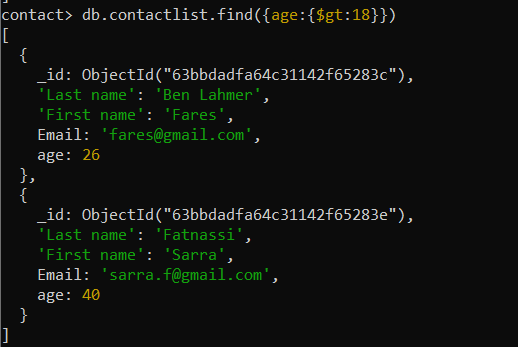 ]
contact> db.contactlist.find({age:{$gt:18}})
[
  {
    _id: ObjectId("63bbdadfa64c31142f65283c"),
    'Last name': 'Ben Lahmer',
    'First name': 'Fares',
    Email: 'fares@gmail.com',
    age: 26
  },
  {
    _id: ObjectId("63bbdadfa64c31142f65283e"),
    'Last name': 'Fatnassi',
    'First name': 'Sarra',
    Email: 'sarra.f@gmail.com',
    age: 40
  }
]